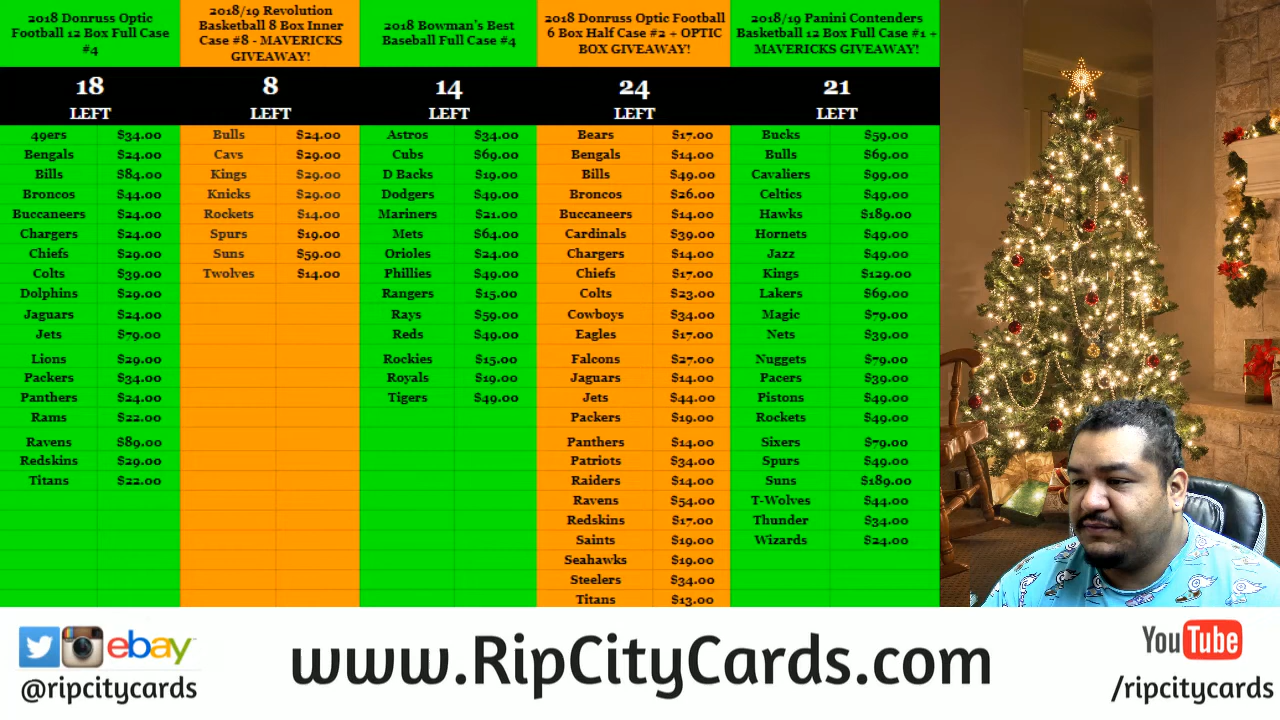 2018 Donruss Optic
Football 12 Box Full Case
#4
18
LEFT
49ers $34.00
Bengals $24.00
Bills $84.00
Broncos $44.00
Buccaneers $24.00
Chargers $24.00
Chiefs $29.00
Colts $39.00
Dolphins $29.00
Jaguars $24.00
Jets $79.00
Lions $29.00
Packers $34.00
Panthers $24.00
Rams $22.00
Ravens $89.00
Redskins $29.00
Titans $22.00
2018/19 Revolution
Basketball 8 Box Inner
Case #8 - MAVERICKS
GIVEAWAY!
8
LEFT
Bulls $24.00
Cavs $29.00
Kings $29.00
Knicks $29.00
Rockets $14.00
Spurs $19.00
Suns $59.00
Twolves $14.00
2018 Bowman's Best
Baseball Full Case #4
14
LEFT
Astros $34.00
Cubs $69.00
D Backs $19.00
Dodgers $49.00
Mariners $21.00
Mets $64.00
Orioles $24.00
Phillies $49.00
Rangers $15.00
Rays $59.00
Reds $49.00
Rockies $15.00
Royals $19.00
Tigers $49.00
2018 Donruss Optic Football
6 Box Half Case #2 + OPTIC
BOX GIVEAWAY!
24
LEFT
Bears $17.00
Bengals $14.00
Bills $49.00
Broncos $26.00
Buccaneers $14.00
Cardinals $39.00
Chargers $14.00
Chiefs $17.00
Colts $23.00
Cowboys $34.00
Eagles $17.00
Falcons $27.00
Jaguars $14.00
Jets $44.00
Packers $19.00
Panthers $14.00
Patriots $34.00
Raiders $14.00
Ravens $54.00
Redskins $17.00
Saints $19.00
Seahawks $19.00
Steelers $34.00
Titans $13.00
2018/19 Panini Contenders
Basketball 12 Box Full Case #1 +
MAVERICKS GIVEAWAY!
21
LEFT
Bucks $59.00
Bulls $69.00
Cavaliers $99.00
Celtics $49.00
Hawks $189.00
Hornets $49.00
Jazz $49.00
Kings $129.00
Lakers $69.00
Magic $79.00
Nets $39.00
Nuggets $79.00
Pacers $39.00
Pistons $49.00
Rockets $49.00
Sixers $79.00
Spurs $49.00
Suns $189.00
T-Wolves $44.00
Thunder $34.00
Wizards $24.00
ebay
@ripcitycards
www.RipCityCards.com
YouTube
/ripcitycards